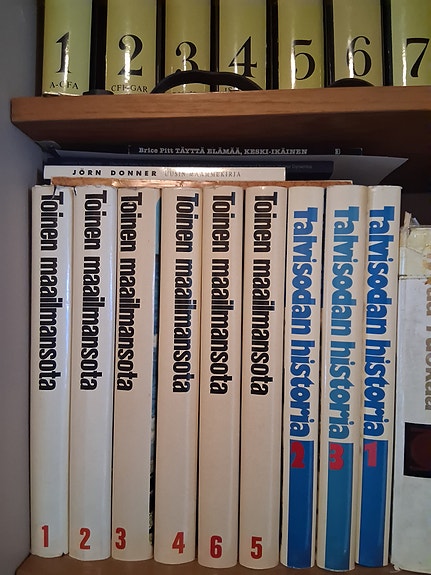 1
A-CFA
2
CFF-GAR
3
4
5
6
7
Brice Pitt TÄYTTÄ ELÄMÄÄ, KESKI-IKÄINEN
JÖRN DONNER UUSIN MAAMMEKIRJA
Toinen maailmansota
1
Toinen maailmansota
2
Toinen maailmansota
3
Toinen maailmansota
4
Toinen maailmansota
6
Toinen maailmansota
5
Talvisodan historia
2
Talvisodan historia
3
Talvisodan historia
1